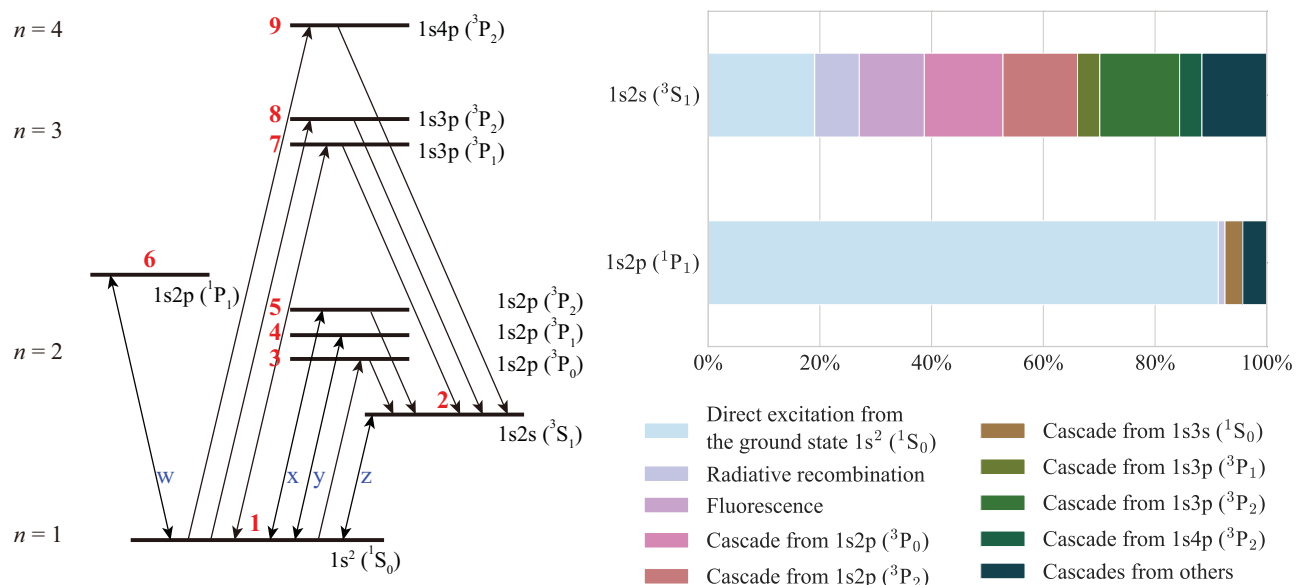 n = 4
9
1s4p (³P₂)
8
1s3p (³P₂)
n = 3
7
1s3p (³P₁)
6
1s2p (¹P₁)
5
1s2p (³P₂)
4
1s2p (³P₁)
n = 2
3
1s2p (³P₀)
2
1s2s (³S₁)
w
x
y
z
n = 1
1
1s² (¹S₀)
1s2s (³S₁)
1s2p (¹P₁)
0%
20%
40%
60%
80%
100%
Direct excitation from
the ground state 1s² (¹S₀)
Radiative recombination
Fluorescence
Cascade from 1s2p (³P₀)
Cascade from 1s2p (³P₂)
Cascade from 1s3s (¹S₀)
Cascade from 1s3p (³P₁)
Cascade from 1s3p (³P₂)
Cascade from 1s4p (³P₂)
Cascades from others